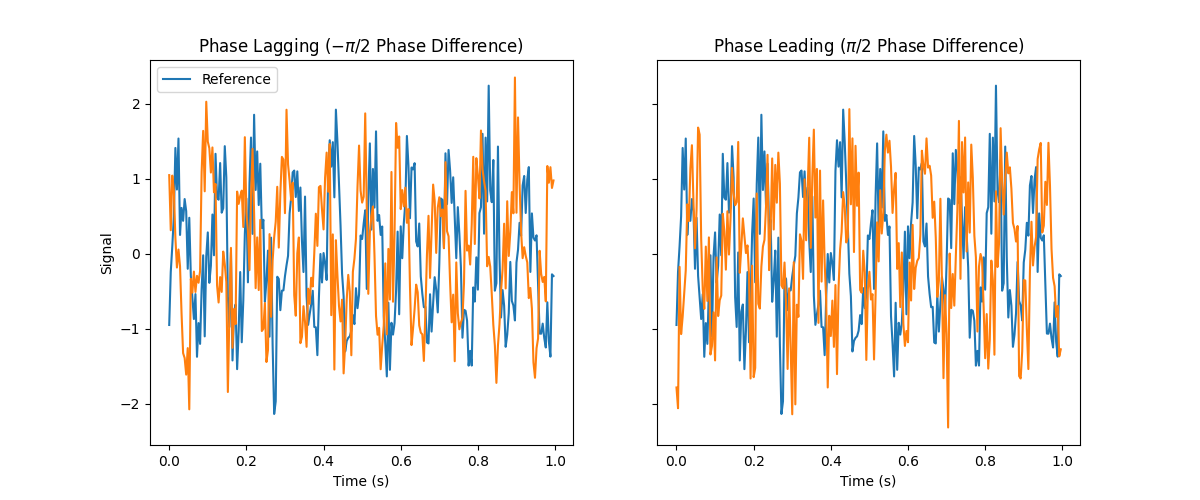 Phase Lagging (−π/2 Phase Difference)
Reference
Signal
2
1
0
−1
−2
0.0 0.2 0.4 0.6 0.8 1.0
Time (s)
Phase Leading (π/2 Phase Difference)
0.0 0.2 0.4 0.6 0.8 1.0
Time (s)